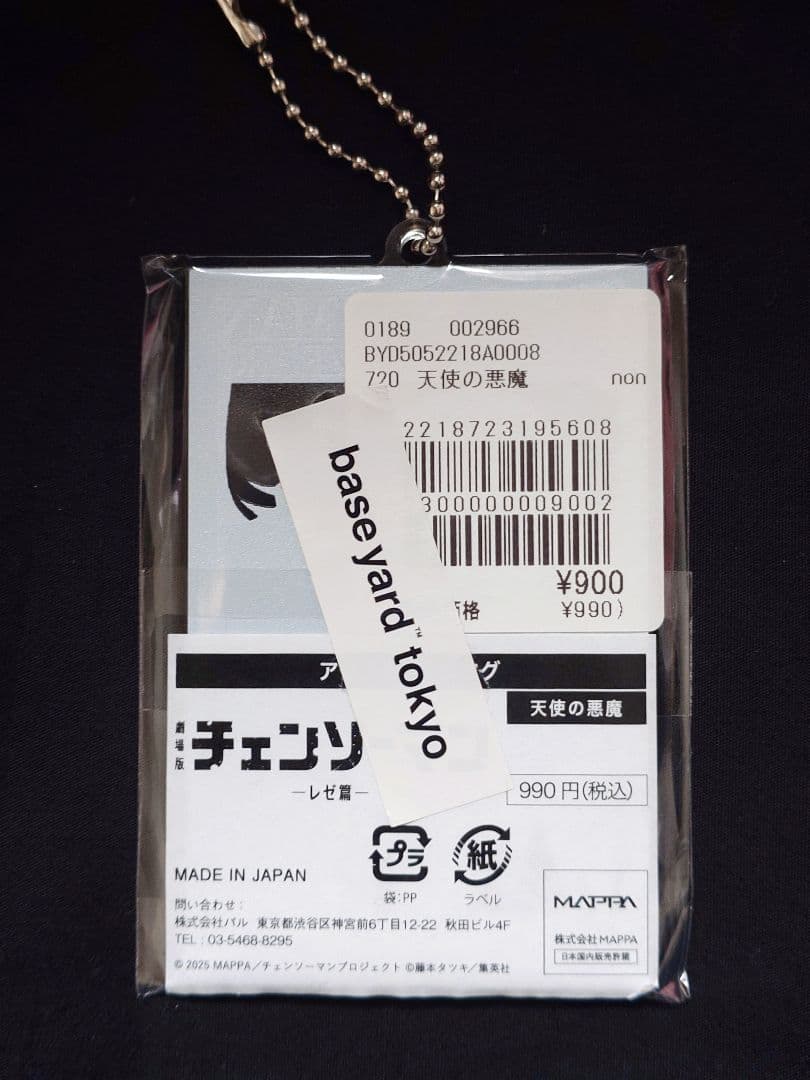 0189 002966
BYD5052218A0008
720 天使の悪魔 non
2218723195608
300000009002
¥900
格 ¥990)
base yard™ tokyo
ア グ
天使の悪魔
劇場版 チェンソー
―レゼ篇―
990円(税込)
プラ
紙
袋:PP
ラベル
MADE IN JAPAN
問い合わせ:
株式会社パル 東京都渋谷区神宮前6丁目12-22 秋田ビル4F
TEL : 03-5468-8295
© 2025 MAPPA/チェンソーマンプロジェクト ©藤本タツキ/集英社
MAPPA
株式会社MAPPA
日本国内販売許諾